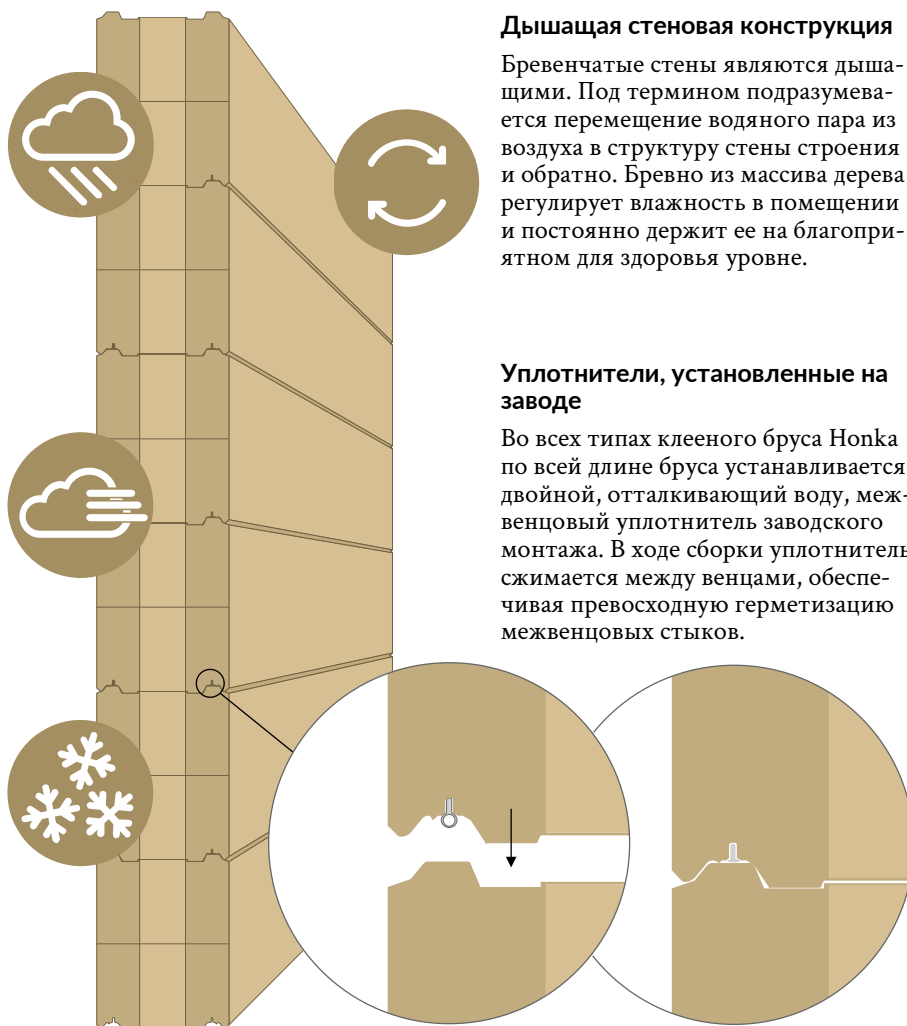 Дышащая стеновая конструкция
Бревенчатые стены являются дыша-
щими. Под термином подразумева-
ется перемещение водяного пара из
воздуха в структуру стены строения
и обратно. Бревно из массива дерева
регулирует влажность в помещении
и постоянно держит ее на благопри-
ятном для здоровья уровне.
Уплотнители, установленные на
заводе
Во всех типах клееного бруса Honka
по всей длине бруса устанавливается
двойной, отталкивающий воду, меж-
венцовый уплотнитель заводского
монтажа. В ходе сборки уплотнитель
сжимается между венцами, обеспе-
чивая превосходную герметизацию
межвенцовых стыков.